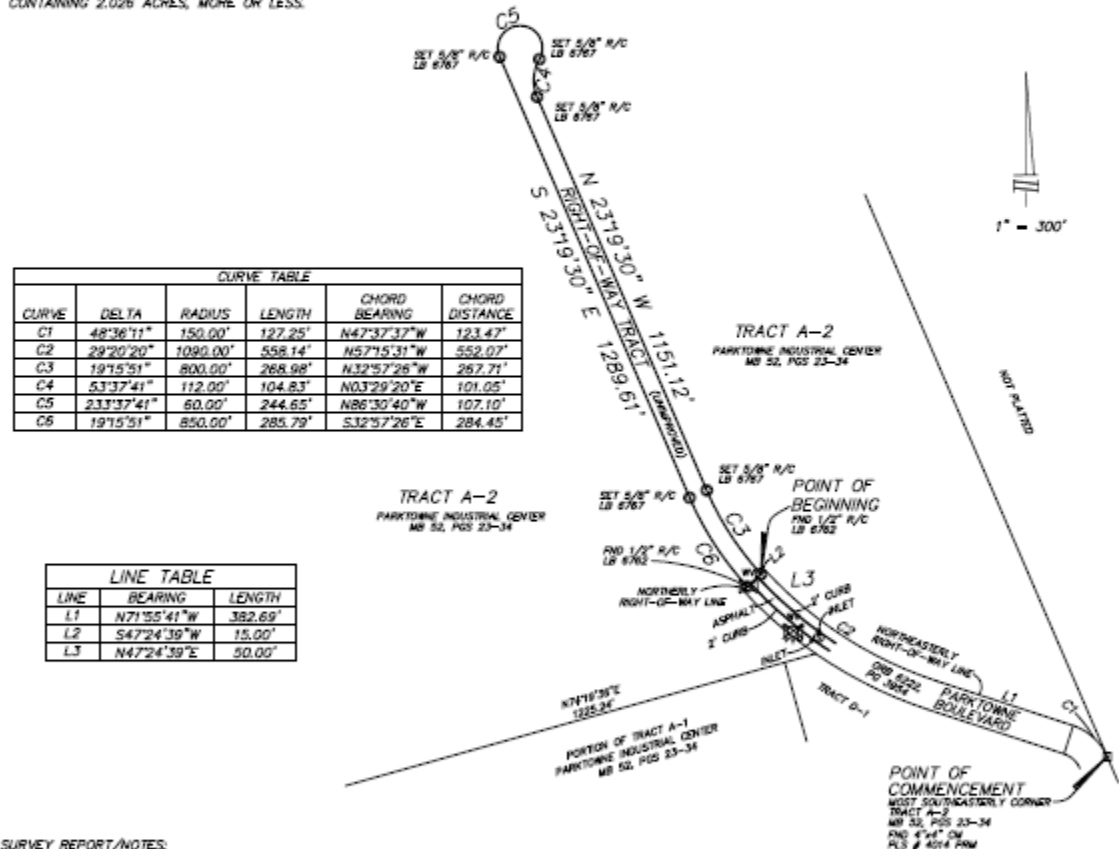 CONTAINING 2.026 ACRES, MORE OR LESS.
C5
SET 5/8" R/C
LB 6767
SET 5/8" R/C
LB 6767
C4
SET 5/8" R/C
LB 6767
1" = 300'
N 23°19'30" W 1151.12'
RIGHT-OF-WAY TRACT (UNIMPROVED)
S 23°19'30" E 1289.61'
CURVE TABLE
CURVE DELTA RADIUS LENGTH CHORD BEARING CHORD DISTANCE
C1 48°36'11" 150.00' 127.25' N47°37'37"W 123.47'
C2 29°20'20" 1090.00' 558.14' N57°15'31"W 552.07'
C3 19°15'51" 800.00' 268.98' N32°57'26"W 267.71'
C4 53°37'41" 112.00' 104.83' N03°29'20"E 101.05'
C5 233°37'41" 60.00' 244.65' N86°30'40"W 107.10'
C6 19°15'51" 850.00' 285.79' S32°57'26"E 284.45'
TRACT A-2
PARKTOWNE INDUSTRIAL CENTER
MB 52, PGS 23-34
NOT PLATTED
TRACT A-2
PARKTOWNE INDUSTRIAL CENTER
MB 52, PGS 23-34
SET 5/8" R/C
LB 6767
SET 5/8" R/C
LB 6767
POINT OF
BEGINNING
FND 1/2" R/C
LB 6762
C3
C6
L2
L3
FND 1/2" R/C
LB 6762
NORTHERLY
RIGHT-OF-WAY LINE
ASPHALT
2' CURB
2' CURB
INLET
INLET
C2
NORTHEASTERLY
RIGHT-OF-WAY LINE
LINE TABLE
LINE BEARING LENGTH
L1 N71°55'41"W 382.69'
L2 S47°24'39"W 15.00'
L3 N47°24'39"E 50.00'
ORB 6222,
PG 3954
PARKTOWNE
BOULEVARD
L1
C1
TRACT D-1
1225.24'
PORTION OF TRACT A-1
PARKTOWNE INDUSTRIAL CENTER
MB 52, PGS 23-34
POINT OF
COMMENCEMENT
MOST SOUTHEASTERLY CORNER
TRACT A-2
MB 52, PGS 23-34
FND 4"x4" CM
PLS # 4014 PRM
SURVEY REPORT/NOTES: